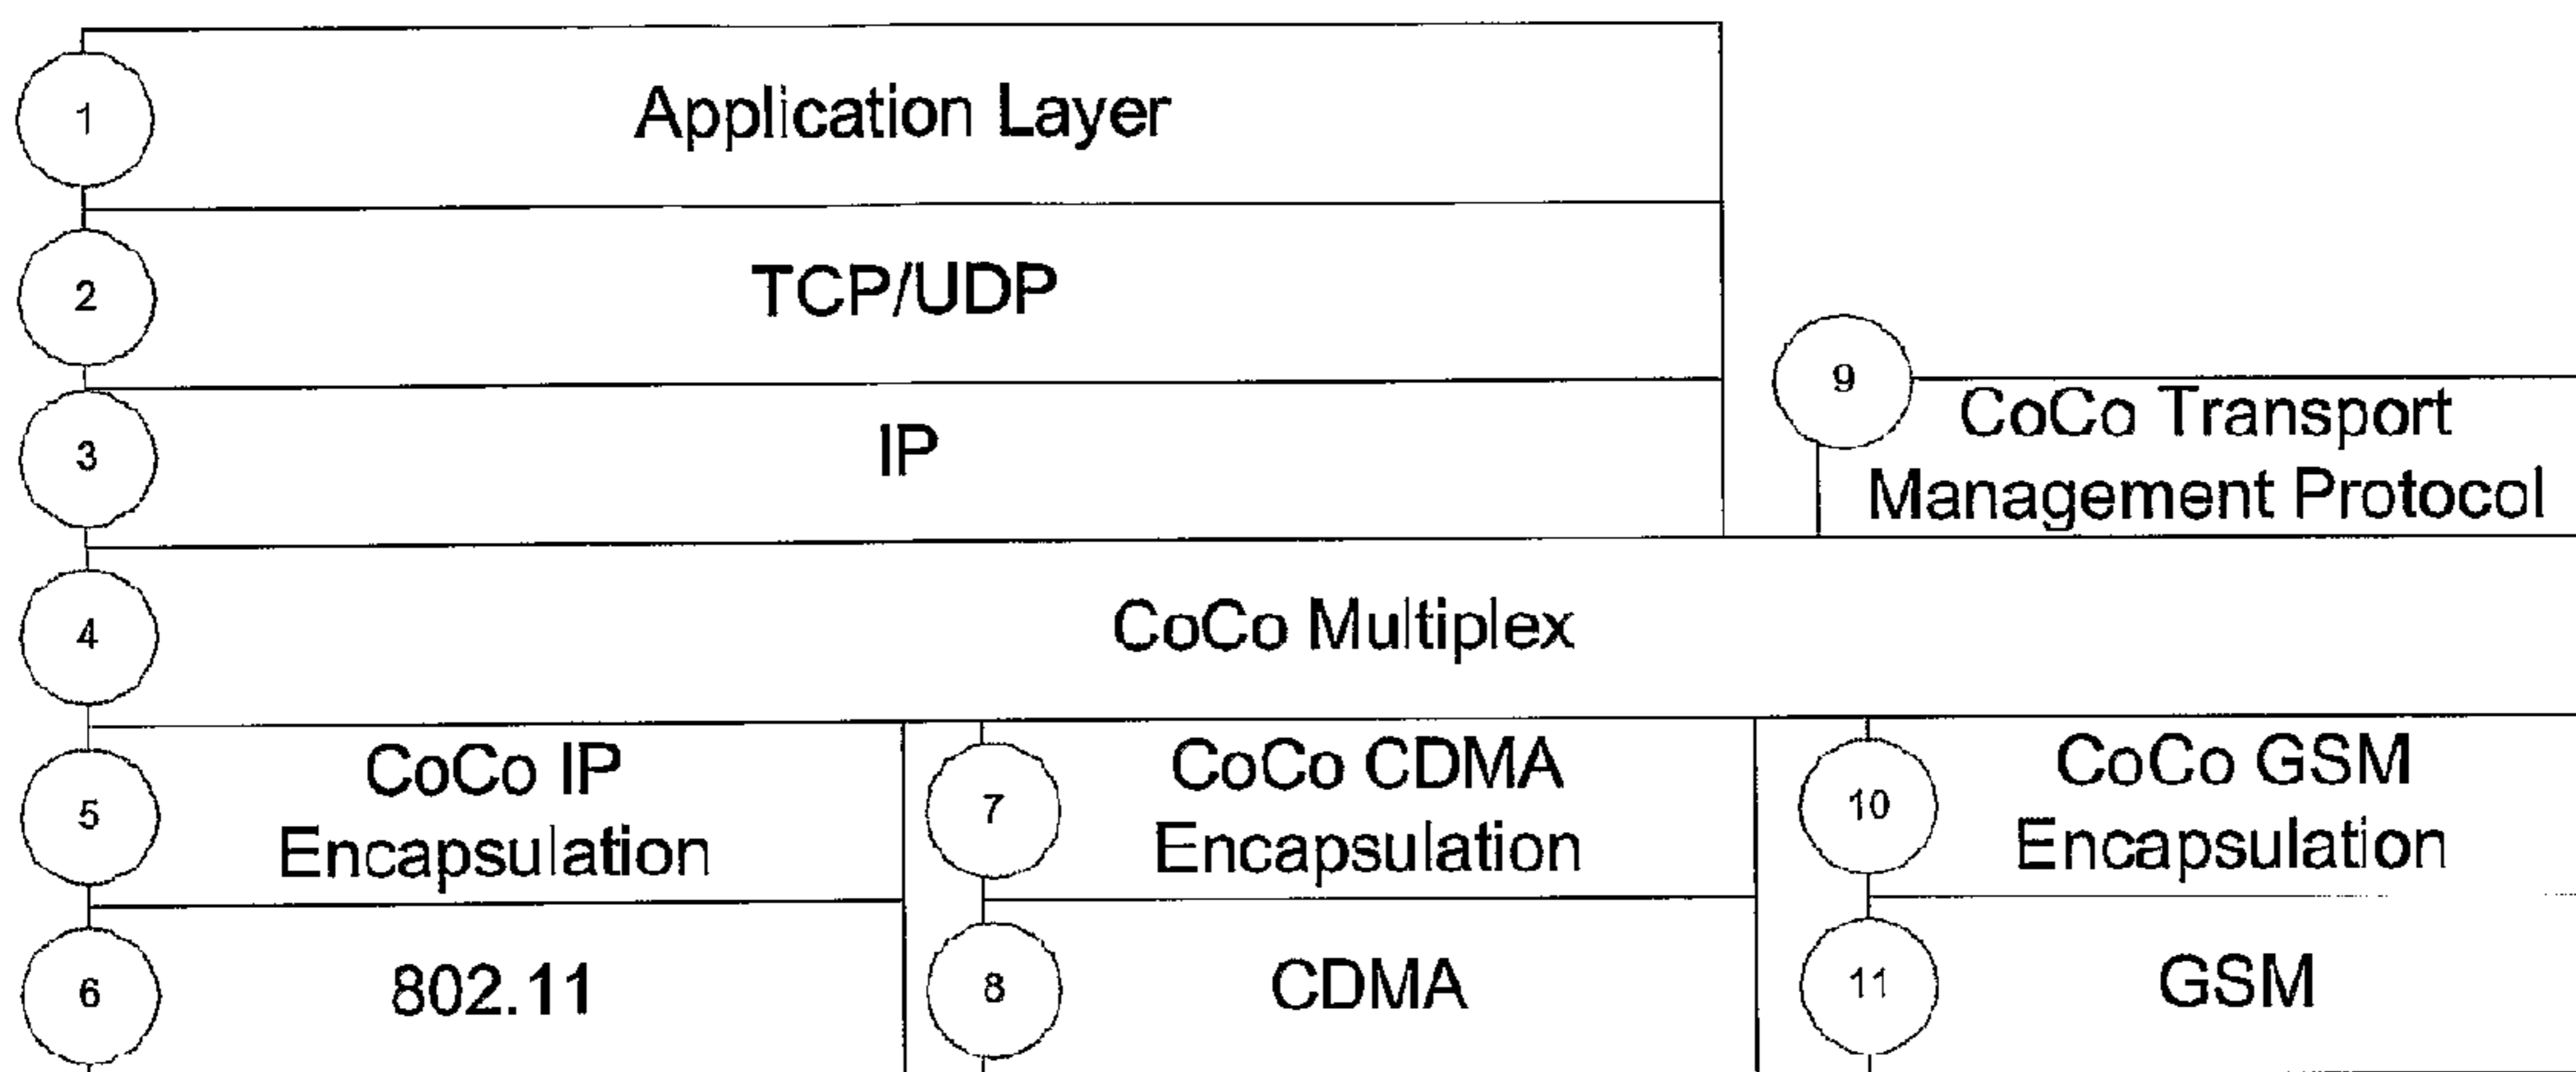 1
Application Layer
2
TCP/UDP
3
IP
9
CoCo Transport
Management Protocol
4
CoCo Multiplex
5
CoCo IP
Encapsulation
7
CoCo CDMA
Encapsulation
10
CoCo GSM
Encapsulation
6
802.11
8
CDMA
11
GSM